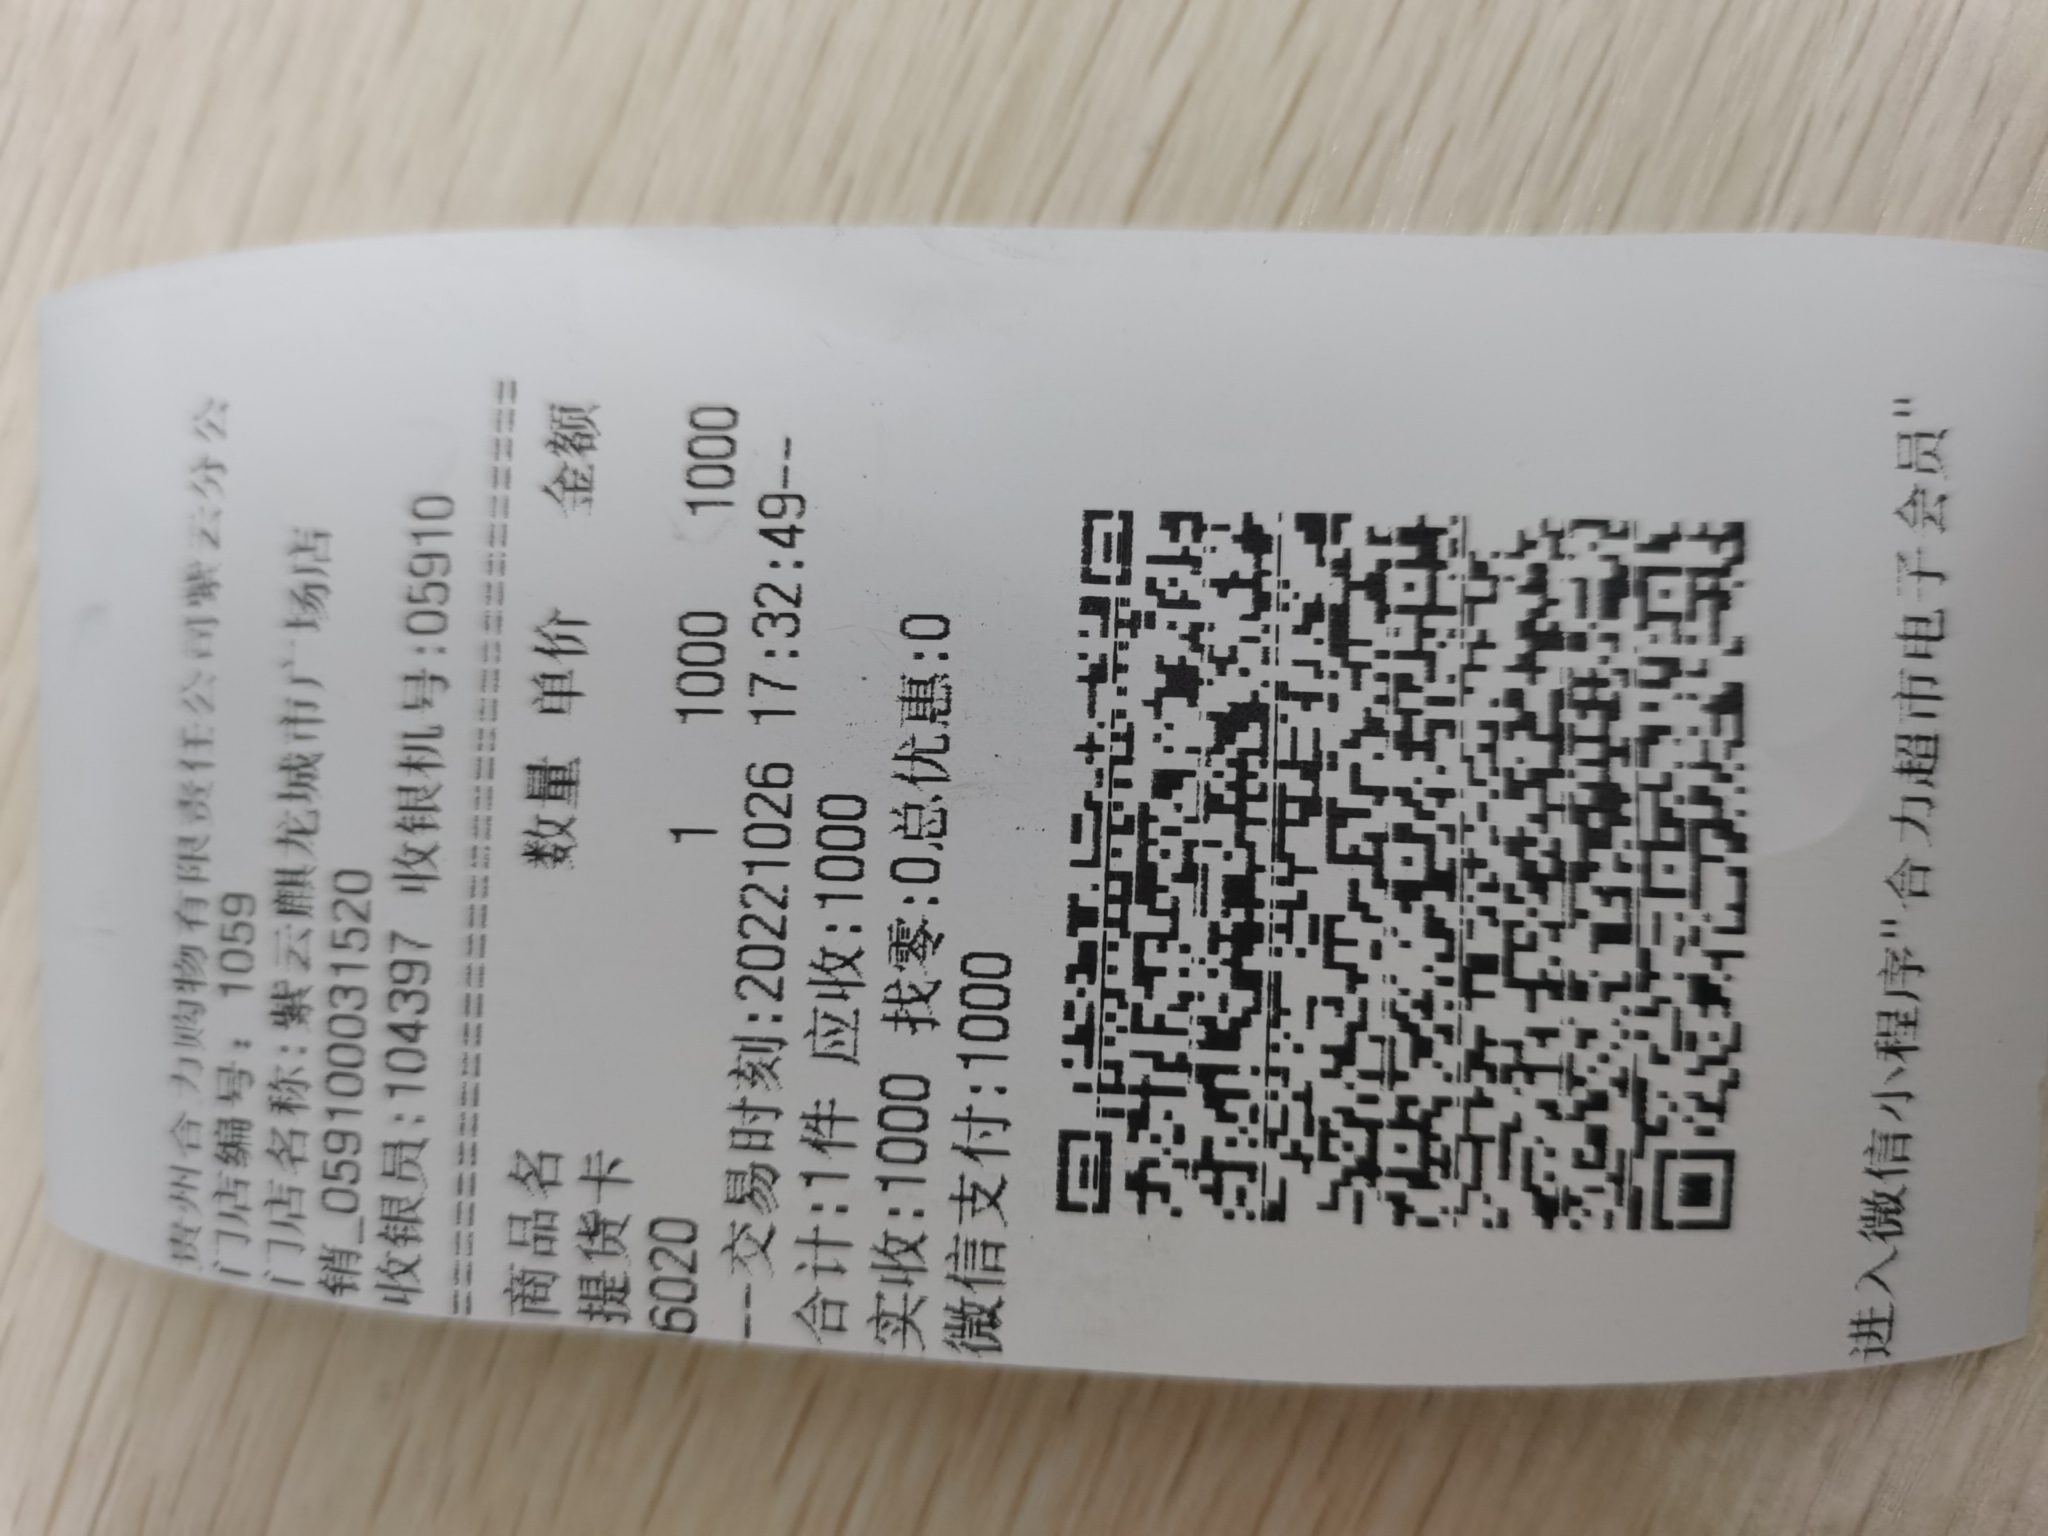 贵州合力购物有限责任公司紫云分公
门店编号: 1059
门店名称:紫云麒龙城市广场店
销_0591000031520
收银员:104397 收银机号:05910
商品名 数量 单价 金额
提货卡
6020 1 1000 1000
--交易时刻:20221026 17:32:49--
合计:1件 应收:1000
实收:1000 找零:0总优惠:0
微信支付:1000
进入微信小程序"合力超市电子会员"